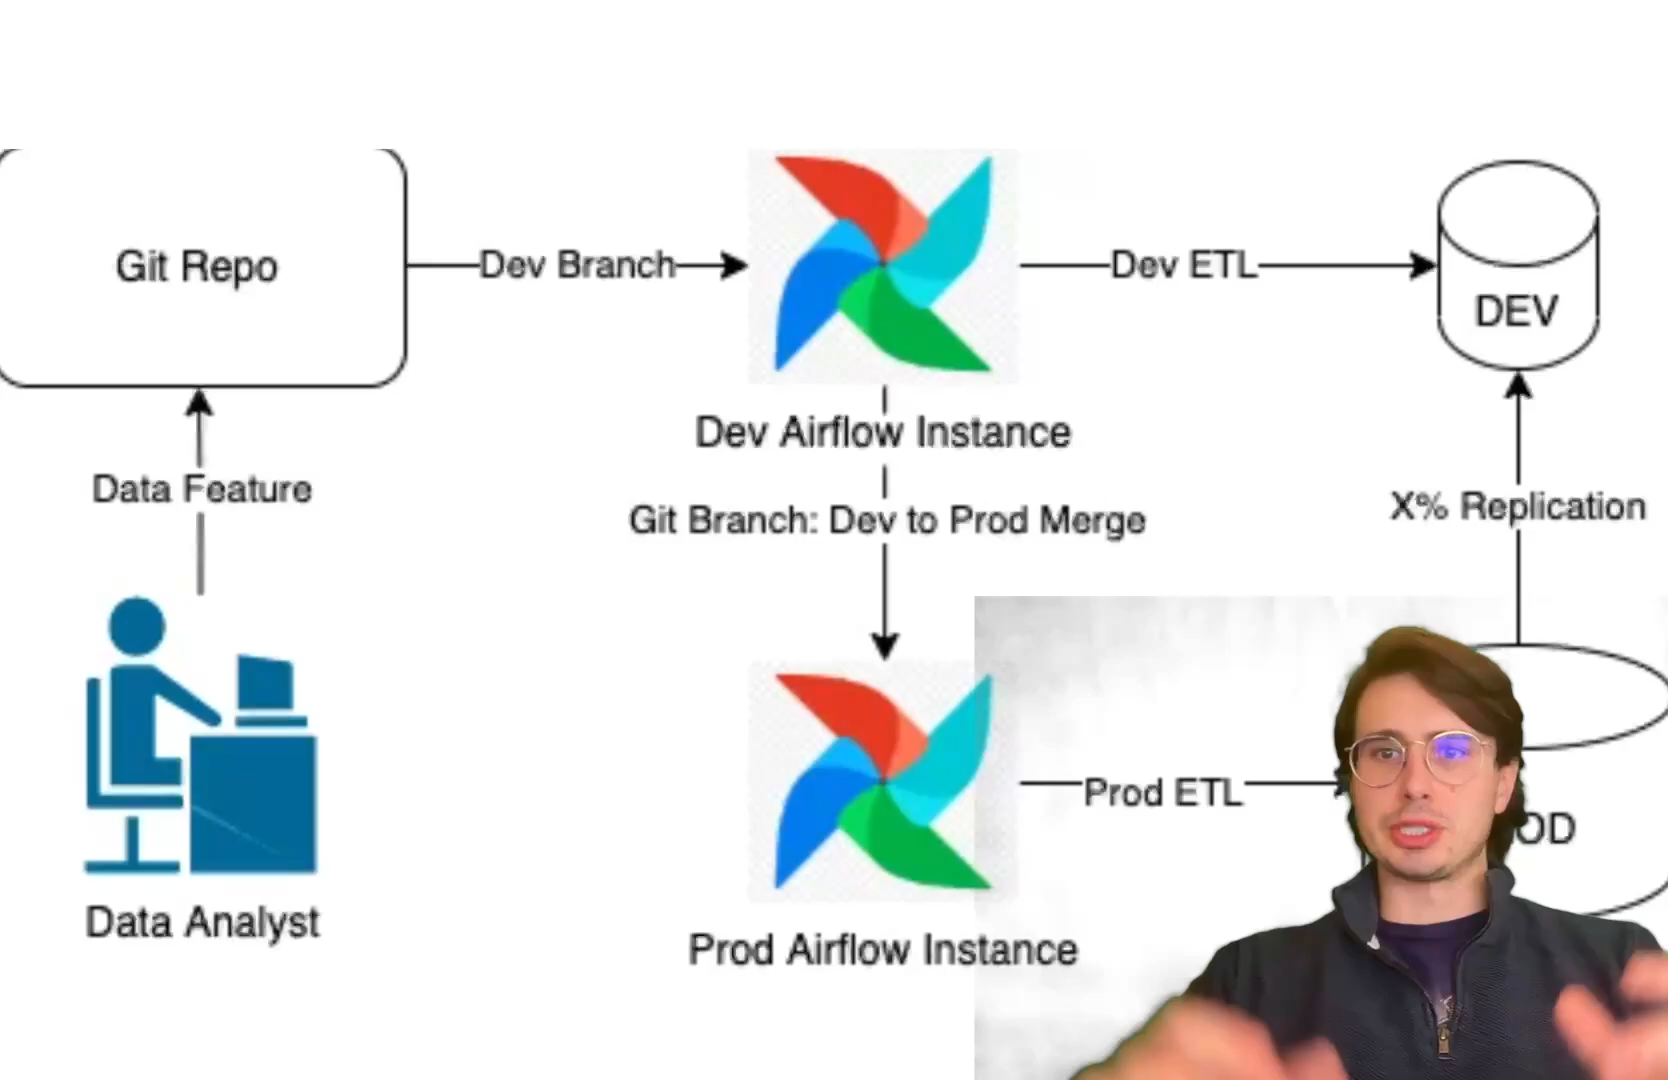 Git Repo
Dev Branch
Dev ETL
DEV
Dev Airflow Instance
Data Feature
Git Branch: Dev to Prod Merge
X% Replication
Prod ETL
OD
Data Analyst
Prod Airflow Instance